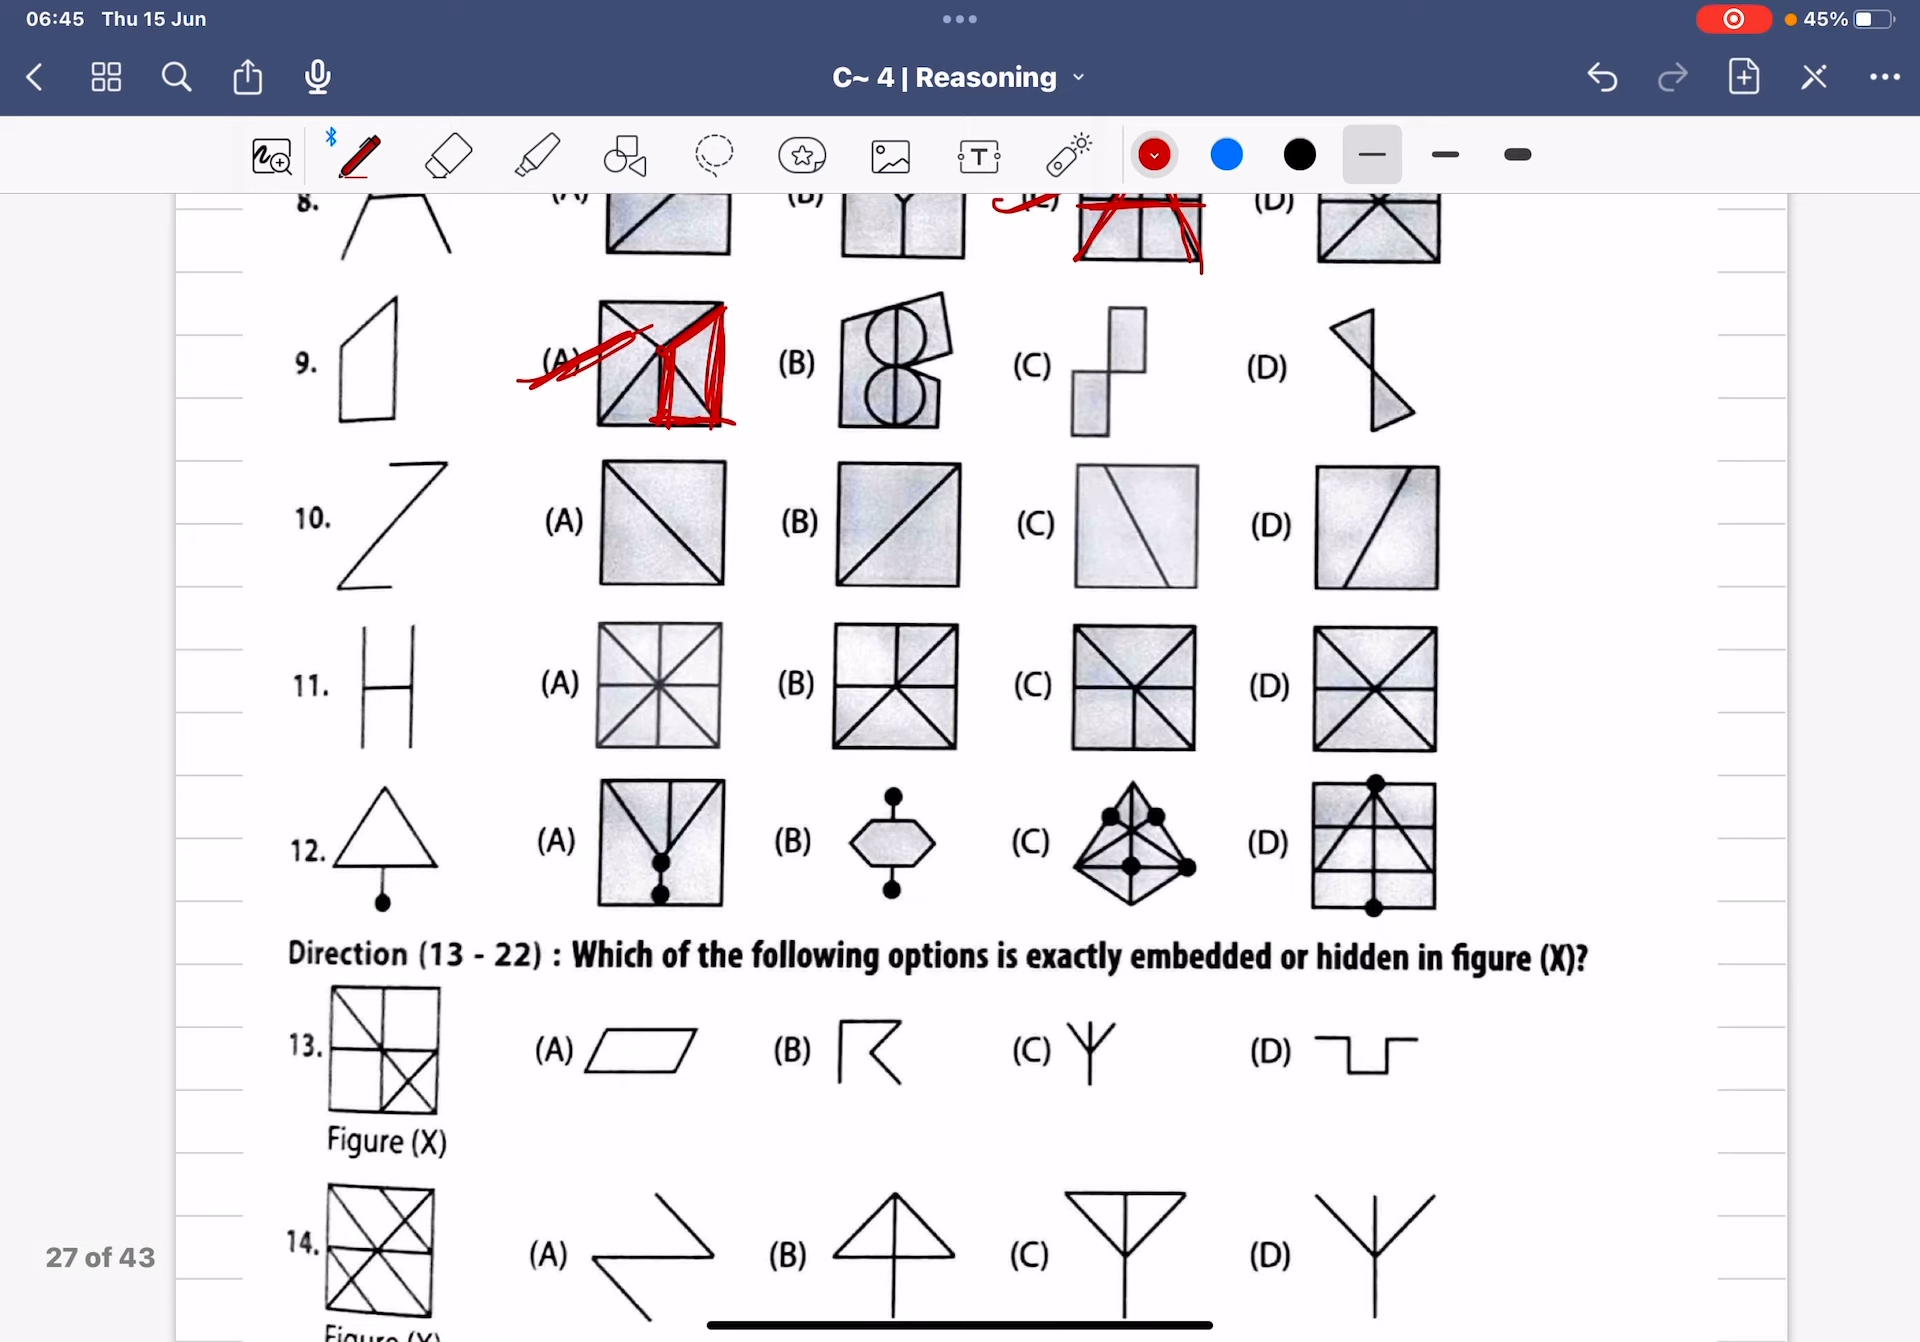 06:45 Thu 15 Jun
45%
C~ 4 | Reasoning
T
8. (A) (B) (D)
9. (A) (B) (C) (D)
10. (A) (B) (C) (D)
11. (A) (B) (C) (D)
12. (A) (B) (C) (D)
Direction (13 - 22) : Which of the following options is exactly embedded or hidden in figure (X)?
13. (A) (B) (C) (D)
Figure (X)
14. (A) (B) (C) (D)
Figure (X)
27 of 43